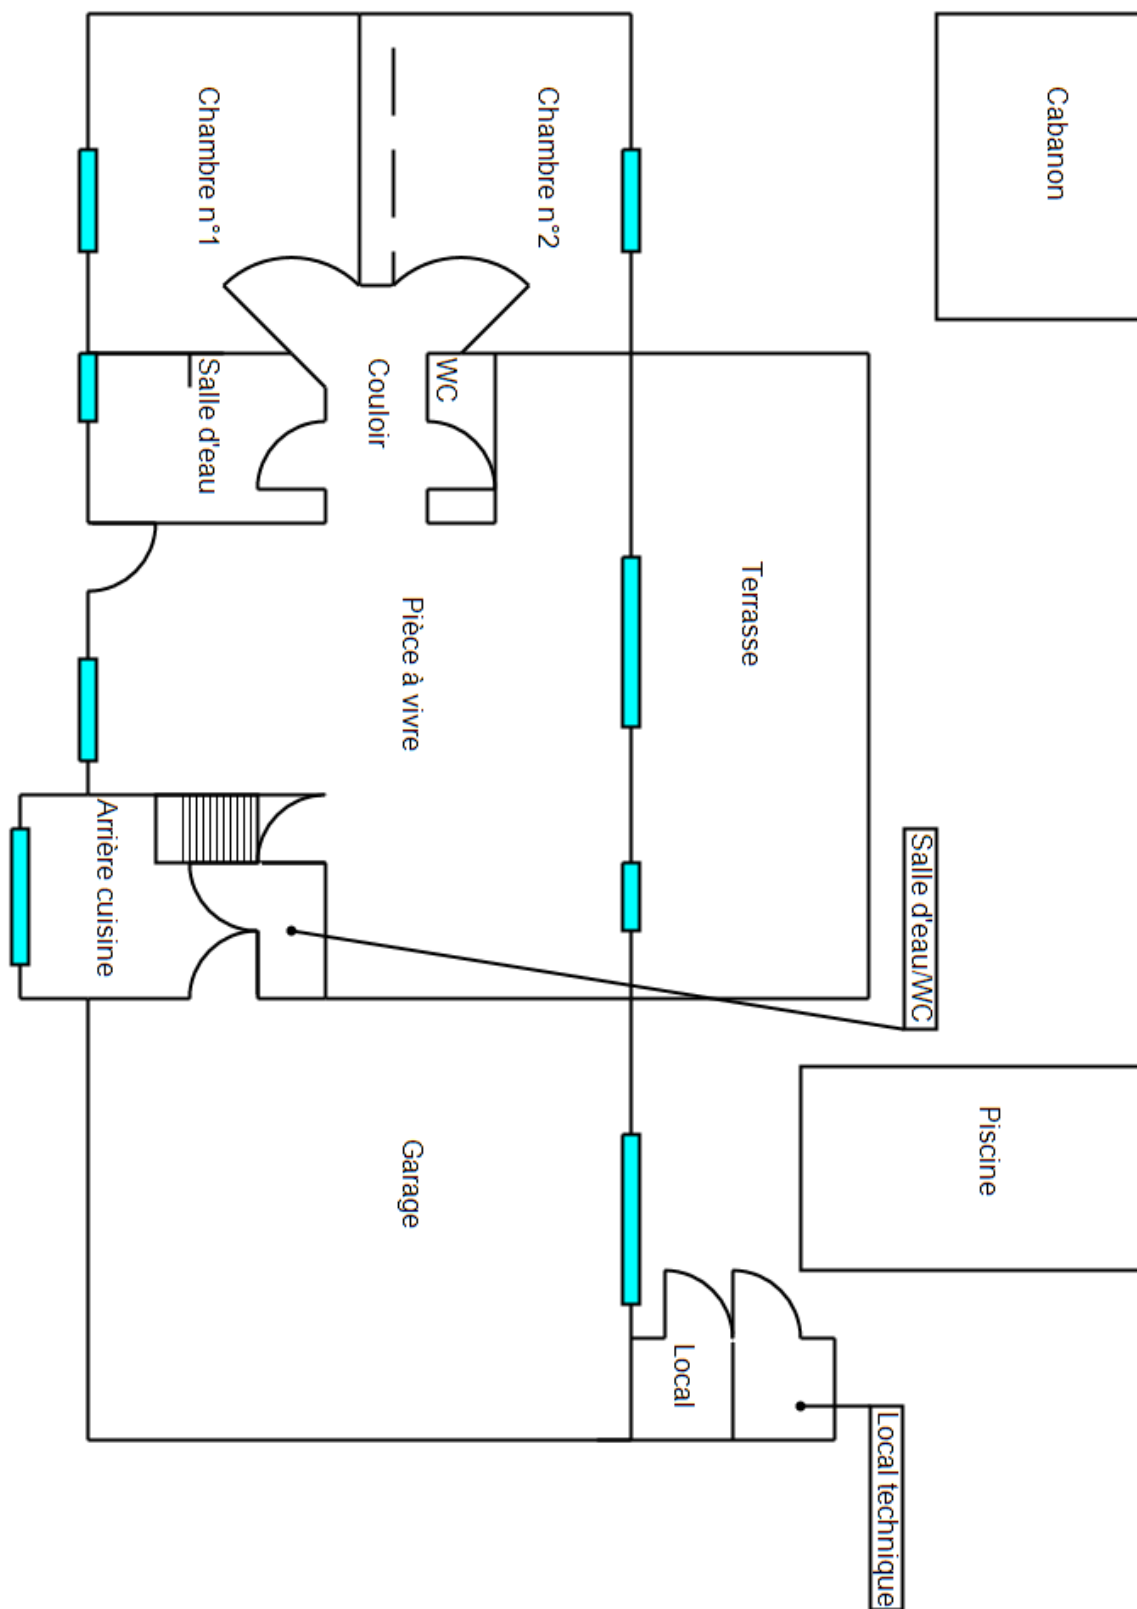 Cabanon
Chambre n°2
Chambre n°1
WC
Couloir
Salle d'eau
Terrasse
Pièce à vivre
Arrière cuisine
Salle d'eau/WC
Piscine
Garage
Local
Local technique